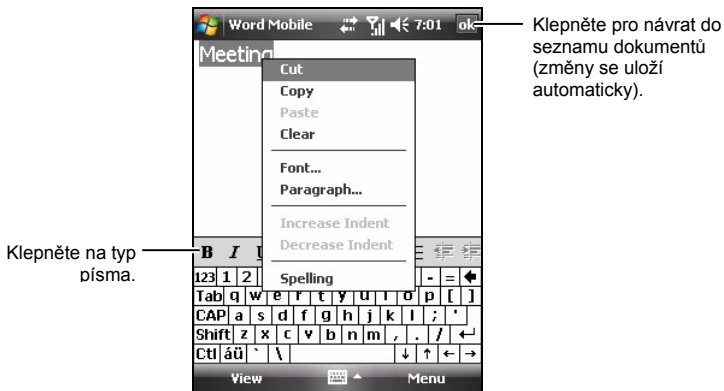 Word Mobile 7:01 ok
Klepněte pro návrat do
seznamu dokumentů
(změny se uloží
automaticky).
Meeting
Cut
Copy
Paste
Clear
Font...
Paragraph...
Increase Indent
Decrease Indent
Spelling
Klepněte na typ
písma.
B I U
123 1 2 - =
Tab q w e r t y u i o p [ ]
CAP a s d f g h j k l ; '
Shift z x c v b n m , . / ↵
Ctl áü ` \ ↓ ↑ ← →
View Menu